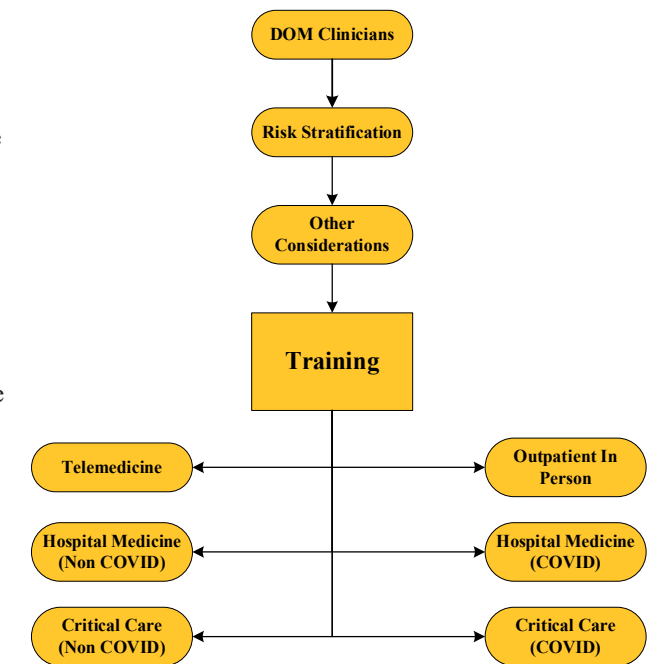 DOM Clinicians
Risk Stratification
Other
Considerations
Training
e
Telemedicine
Outpatient In
Person
Hospital Medicine
(Non COVID)
Hospital Medicine
(COVID)
Critical Care
(Non COVID)
Critical Care
(COVID)